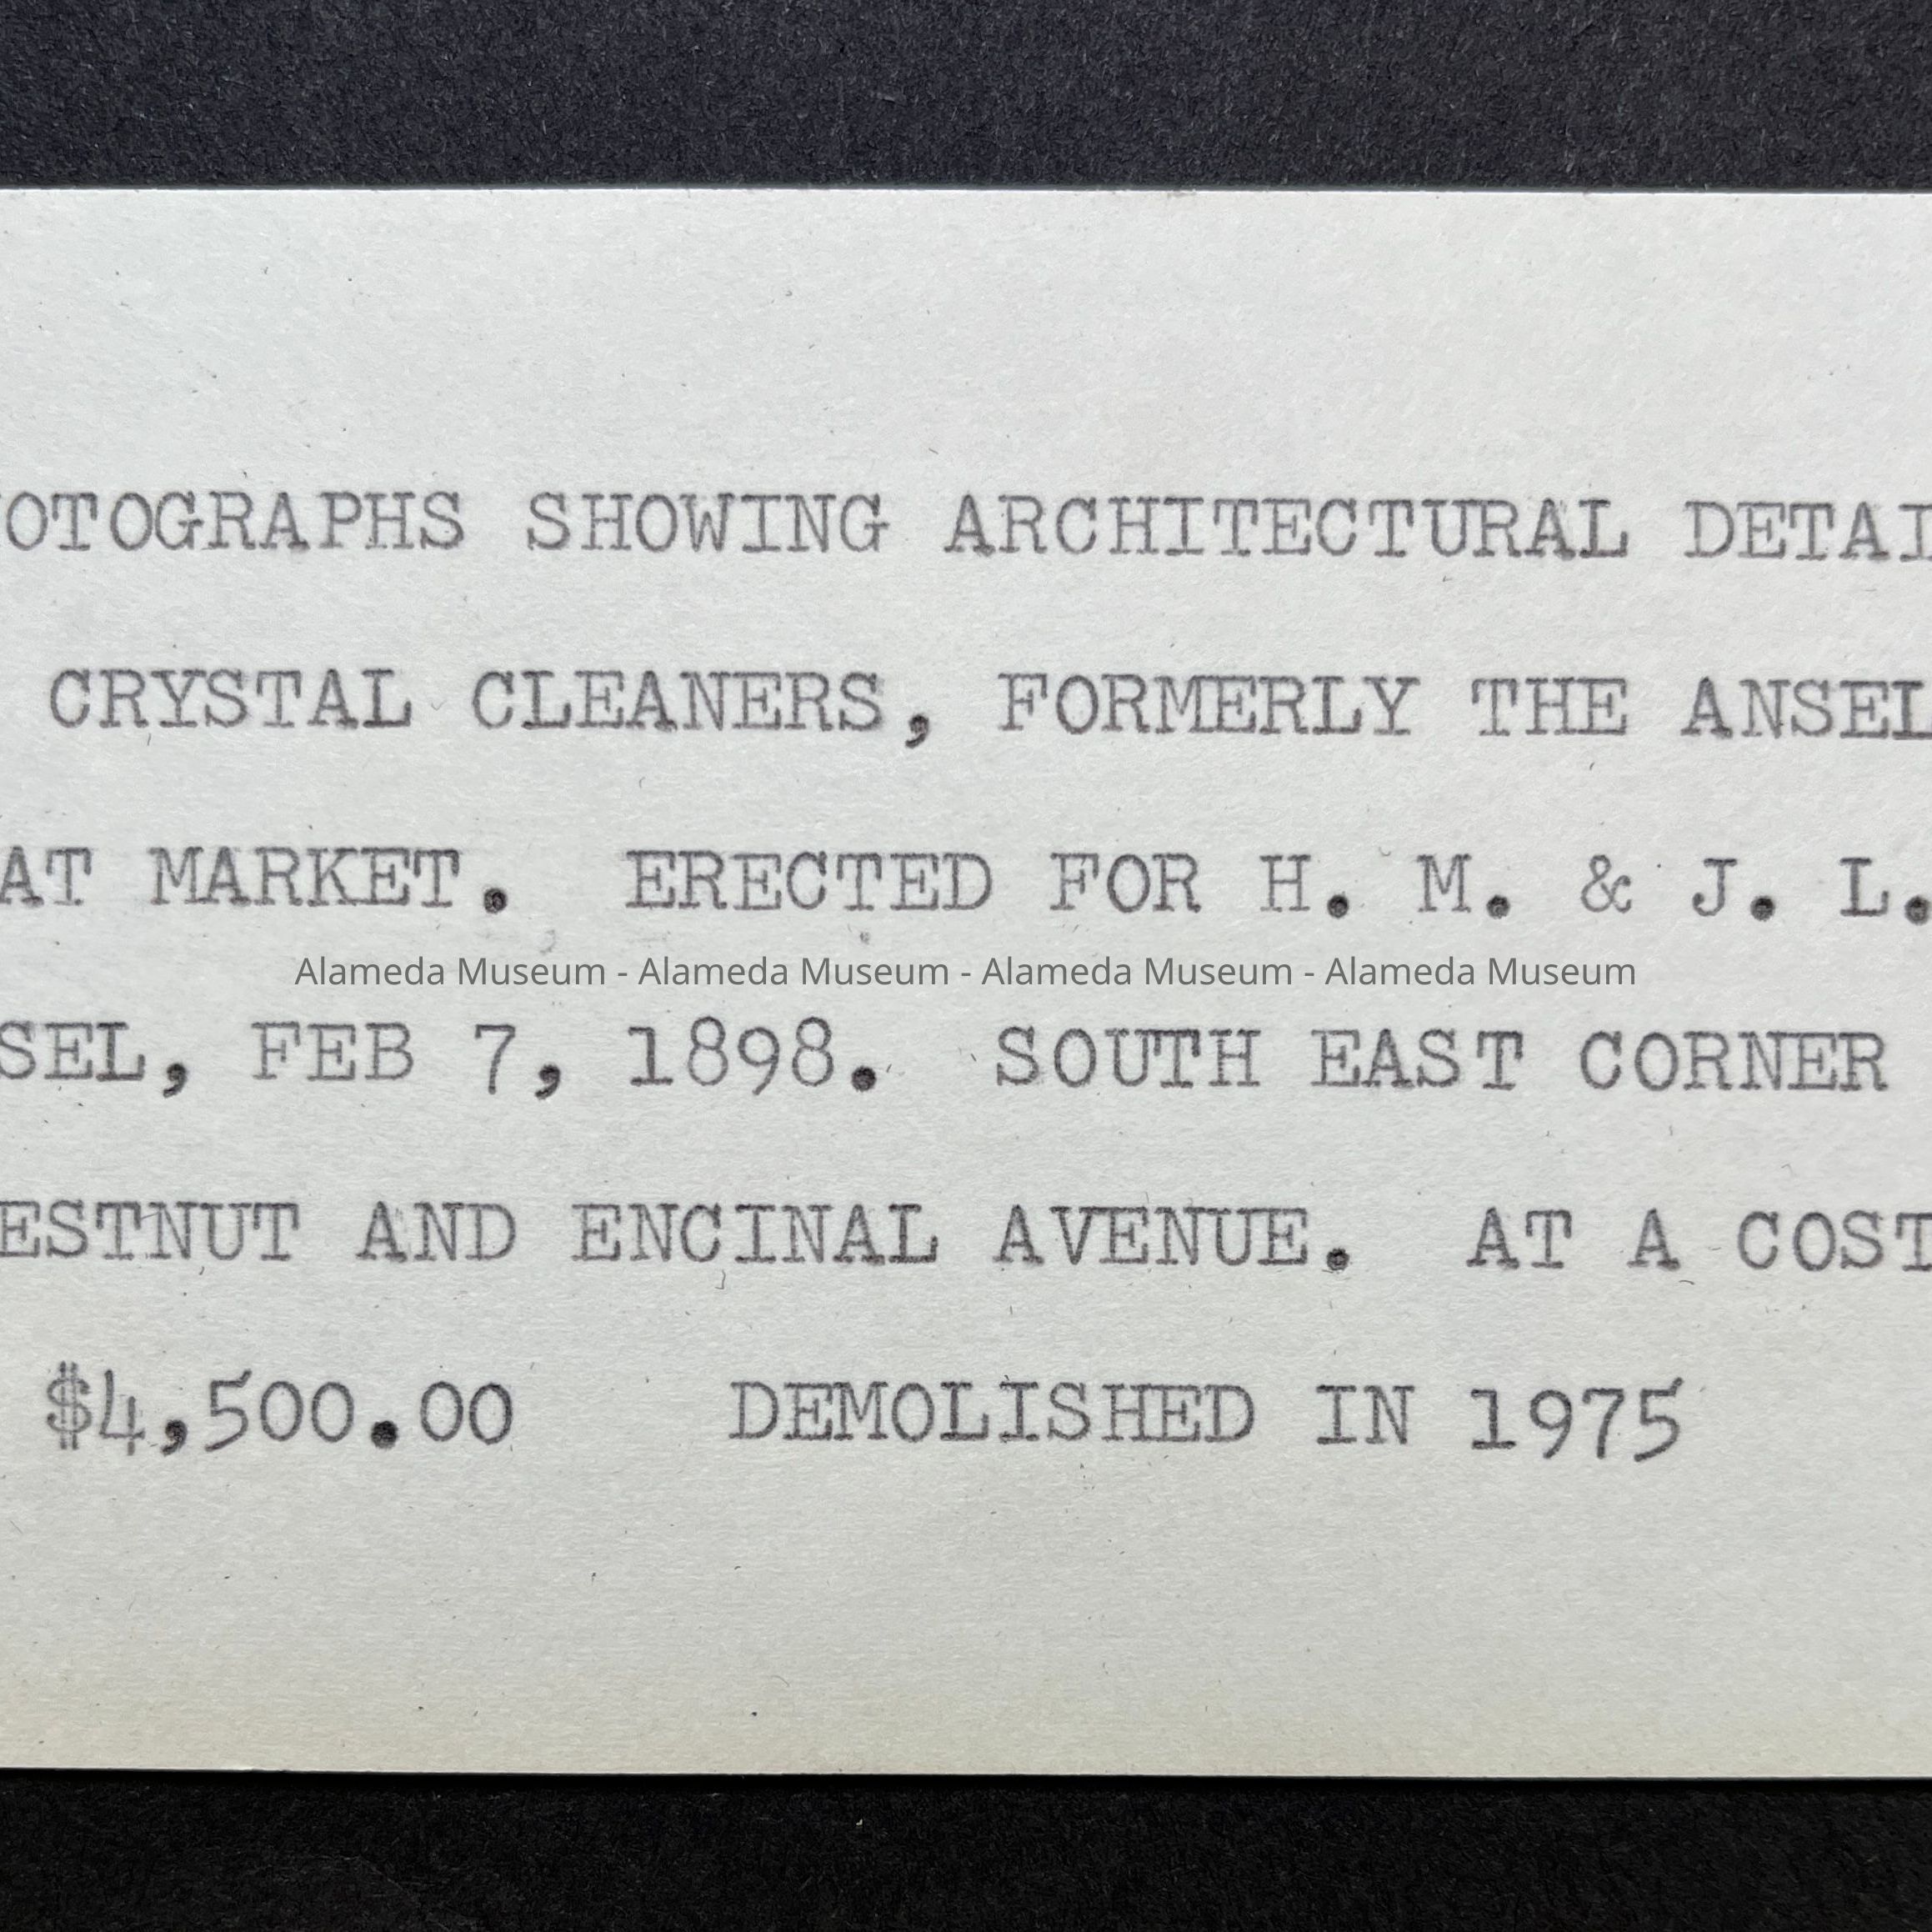 OTOGRAPHS SHOWING ARCHITECTURAL DETAI
CRYSTAL CLEANERS, FORMERLY THE ANSEL
AT MARKET. ERECTED FOR H. M. & J. L.
Alameda Museum - Alameda Museum - Alameda Museum - Alameda Museum
SEL, FEB 7, 1898. SOUTH EAST CORNER
ESTNUT AND ENCINAL AVENUE. AT A COST
$4,500.00 DEMOLISHED IN 1975